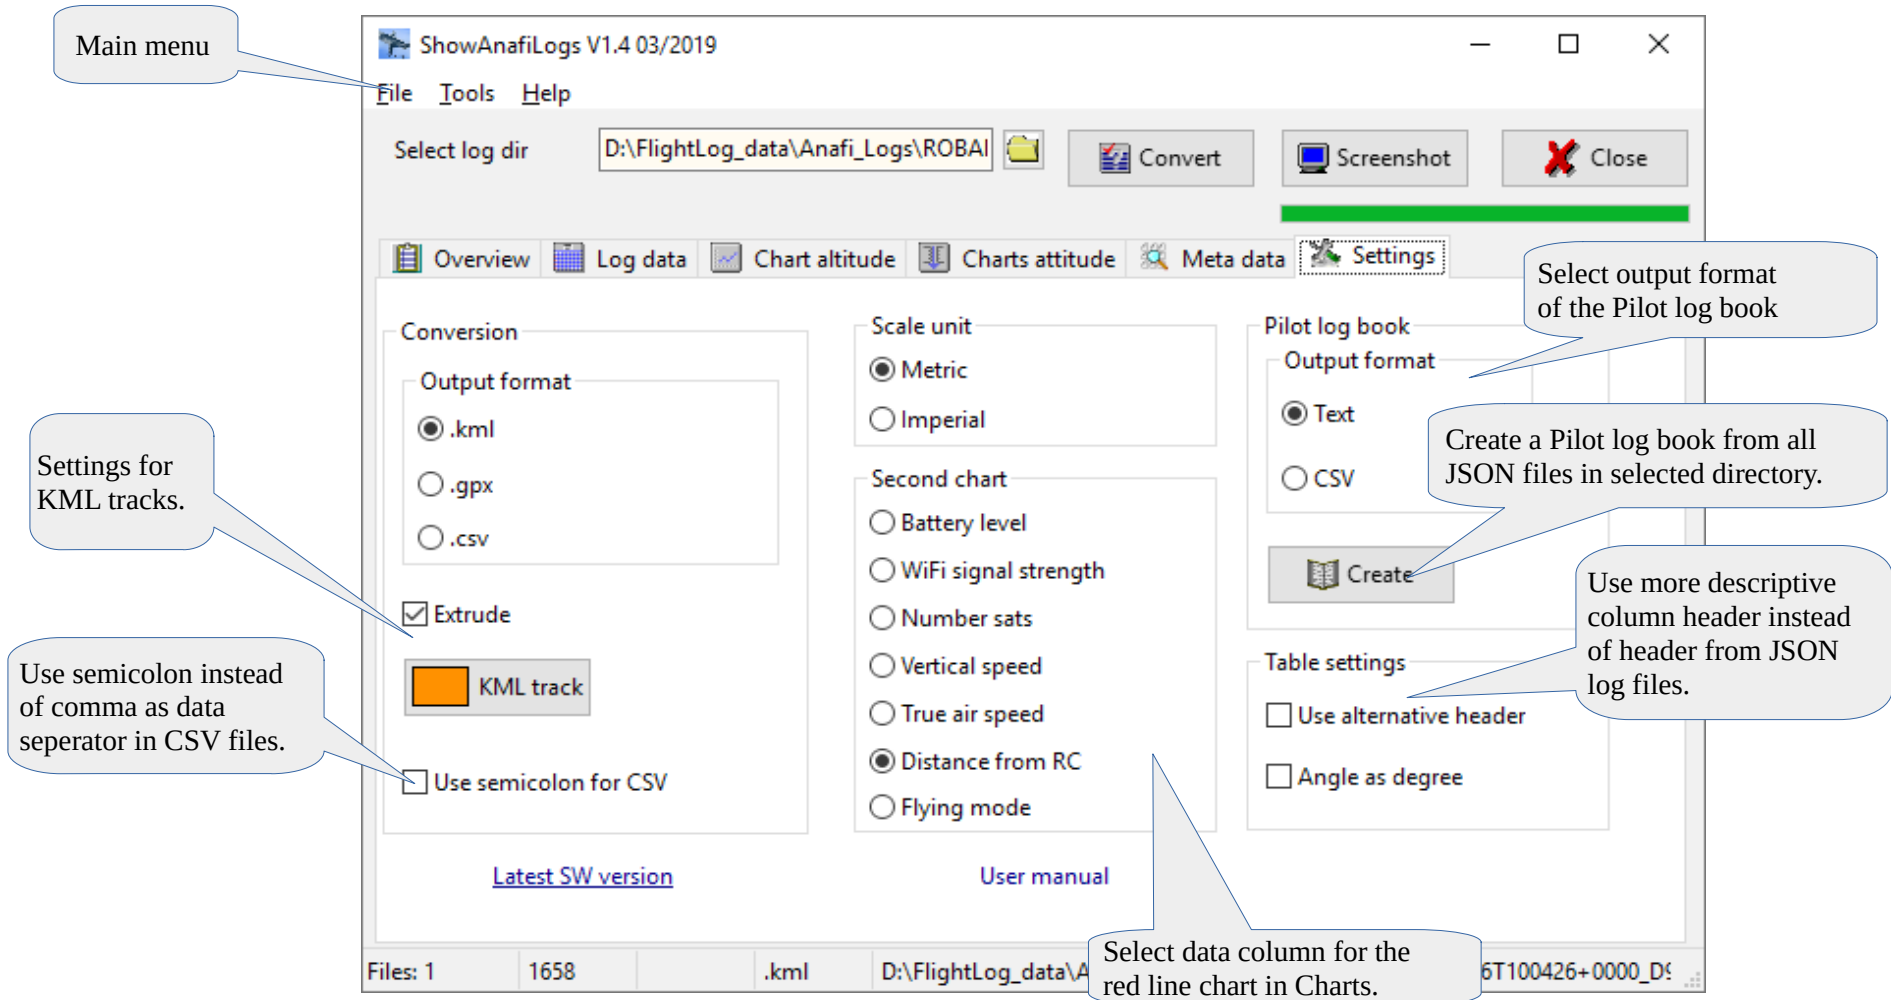 Main menu
ShowAnafiLogs V1.4 03/2019
File Tools Help
Select log dir
D:\FlightLog_data\Anafi_Logs\ROBAI
Convert
Screenshot
Close
Overview
Log data
Chart altitude
Charts attitude
Meta data
Settings
Select output format
of the Pilot log book
Conversion
Output format
.kml
.gpx
.csv
Extrude
KML track
Use semicolon for CSV
Settings for
KML tracks.
Use semicolon instead
of comma as data
seperator in CSV files.
Scale unit
Metric
Imperial
Second chart
Battery level
WiFi signal strength
Number sats
Vertical speed
True air speed
Distance from RC
Flying mode
Pilot log book
Output format
Text
CSV
Create
Create a Pilot log book from all
JSON files in selected directory.
Use more descriptive
column header instead
of header from JSON
log files.
Table settings
Use alternative header
Angle as degree
Latest SW version
User manual
Select data column for the
red line chart in Charts.
Files: 1
1658
.kml
D:\FlightLog_data\A
6T100426+0000_D9